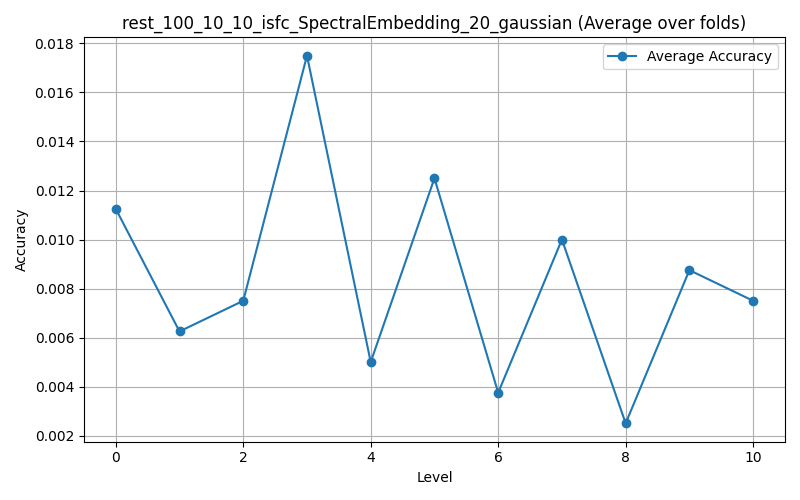 rest_100_10_10_isfc_SpectralEmbedding_20_gaussian (Average over folds)
Average Accuracy
Accuracy
0.018
0.016
0.014
0.012
0.010
0.008
0.006
0.004
0.002
0 2 4 6 8 10
Level